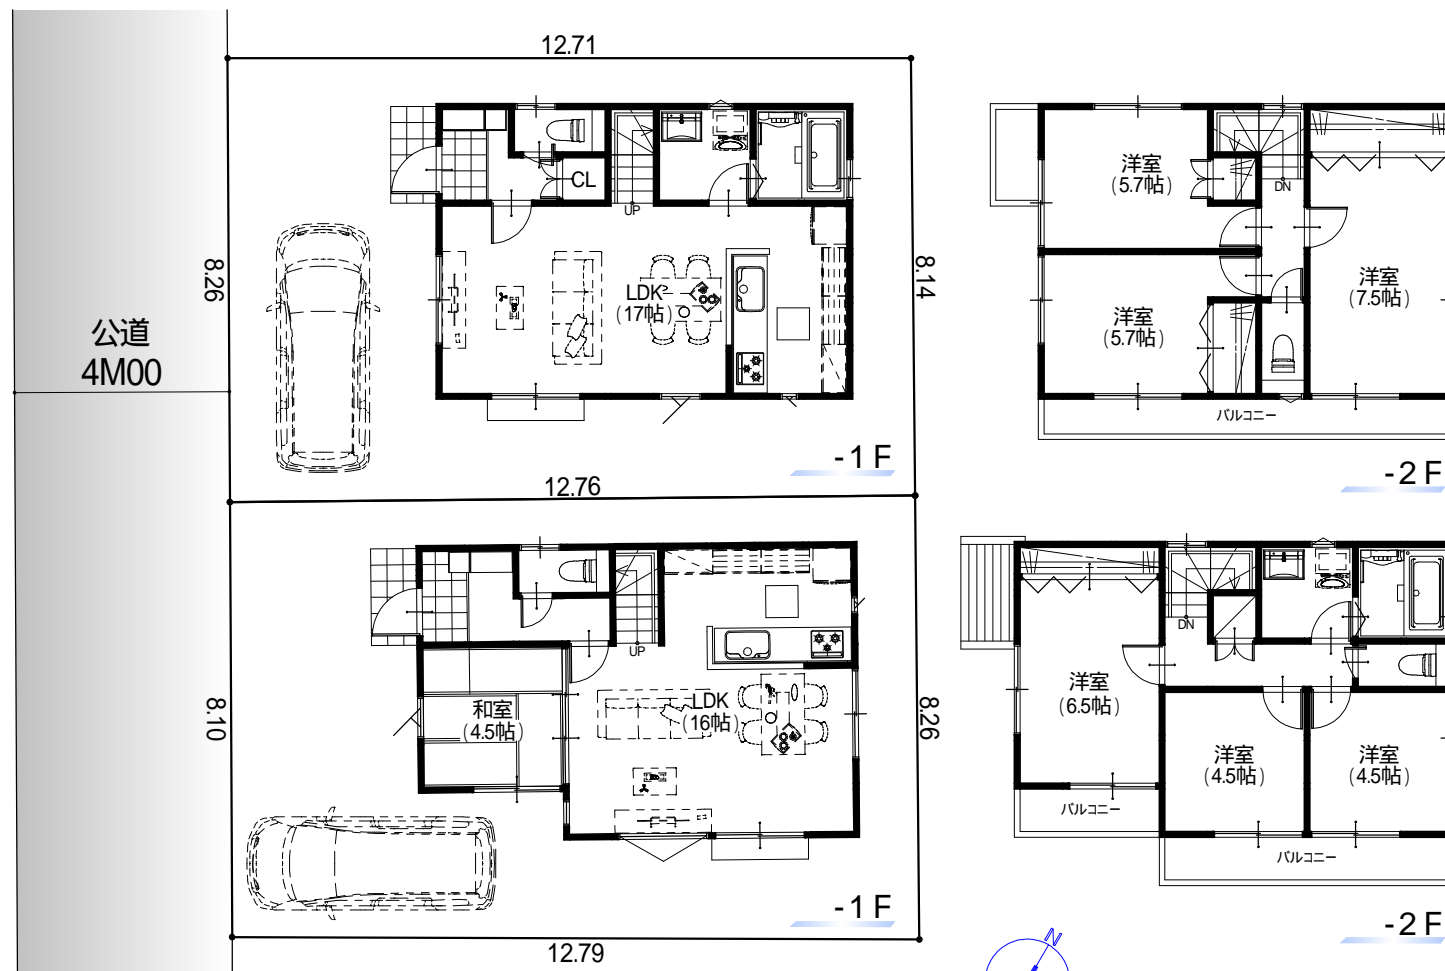 12.71
8.26
8.14
公道
4M00
CL
UP
LDK
(17帖)
-1F
12.76
洋室
(5.7帖)
DN
洋室
(7.5帖)
洋室
(5.7帖)
バルコニー
-2F
8.10
8.26
UP
和室
(4.5帖)
LDK
(16帖)
-1F
12.79
DN
洋室
(6.5帖)
洋室
(4.5帖)
洋室
(4.5帖)
バルコニー
バルコニー
-2F
N